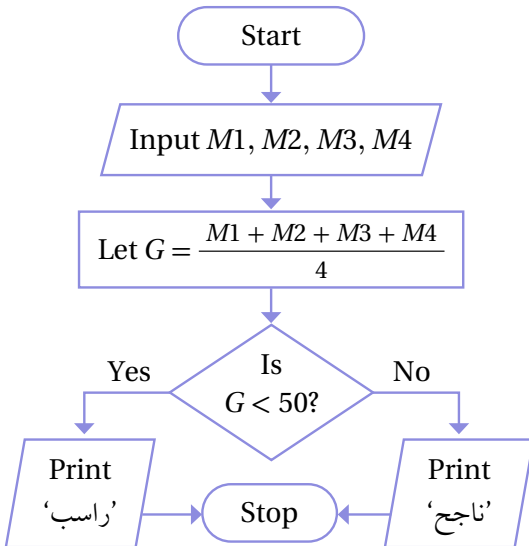 Start
Input M1, M2, M3, M4
Let G = (M1 + M2 + M3 + M4) / 4
Is
G < 50?
Yes
No
Print
‘راسب’
Stop
Print
‘ناجح’